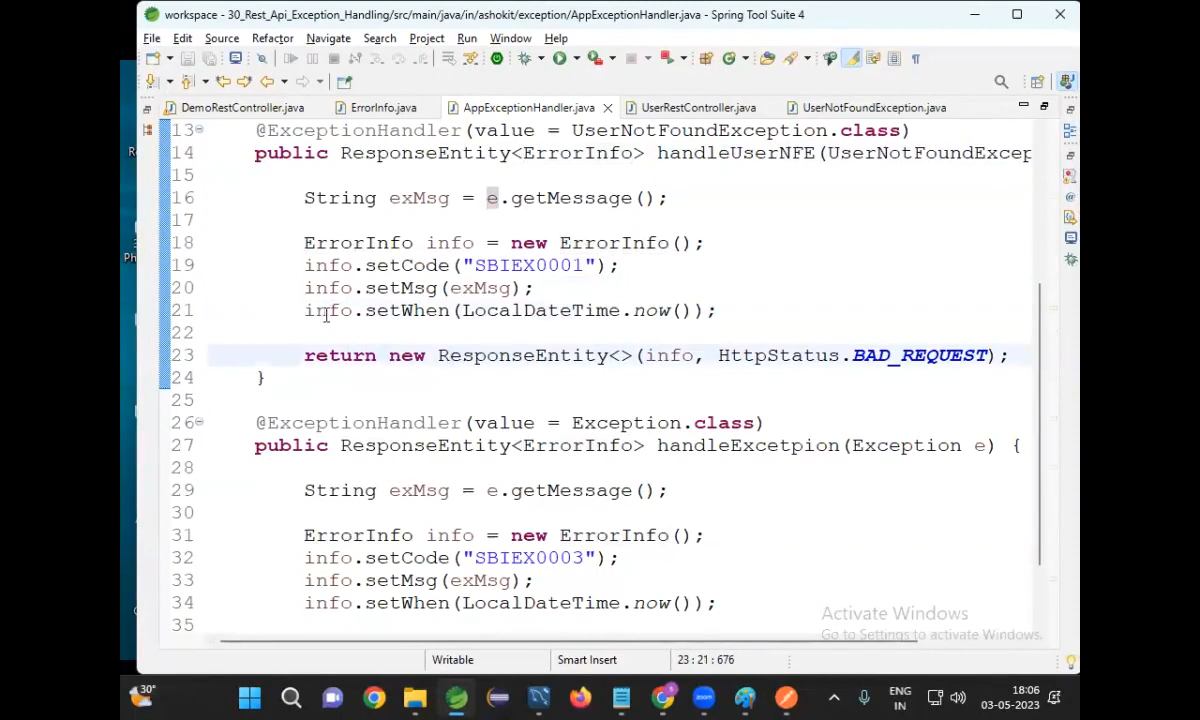 workspace - 30_Rest_Api_Exception_Handling/src/main/java/in/ashokit/exception/AppExceptionHandler.java - Spring Tool Suite 4
File Edit Source Refactor Navigate Search Project Run Window Help
DemoRestController.java ErrorInfo.java AppExceptionHandler.java UserRestController.java UserNotFoundException.java
13 @ExceptionHandler(value = UserNotFoundException.class)
14 public ResponseEntity<ErrorInfo> handleUserNFE(UserNotFoundExcep
15
16 String exMsg = e.getMessage();
17
18 ErrorInfo info = new ErrorInfo();
19 info.setCode("SBIEX0001");
20 info.setMsg(exMsg);
21 info.setWhen(LocalDateTime.now());
22
23 return new ResponseEntity<>(info, HttpStatus.BAD_REQUEST);
24 }
25
26 @ExceptionHandler(value = Exception.class)
27 public ResponseEntity<ErrorInfo> handleExcetpion(Exception e) {
28
29 String exMsg = e.getMessage();
30
31 ErrorInfo info = new ErrorInfo();
32 info.setCode("SBIEX0003");
33 info.setMsg(exMsg);
34 info.setWhen(LocalDateTime.now());
35
Activate Windows
Go to Settings to activate Windows.
Writable Smart Insert 23 : 21 : 676
30°
ENG
IN
18:06
03-05-2023